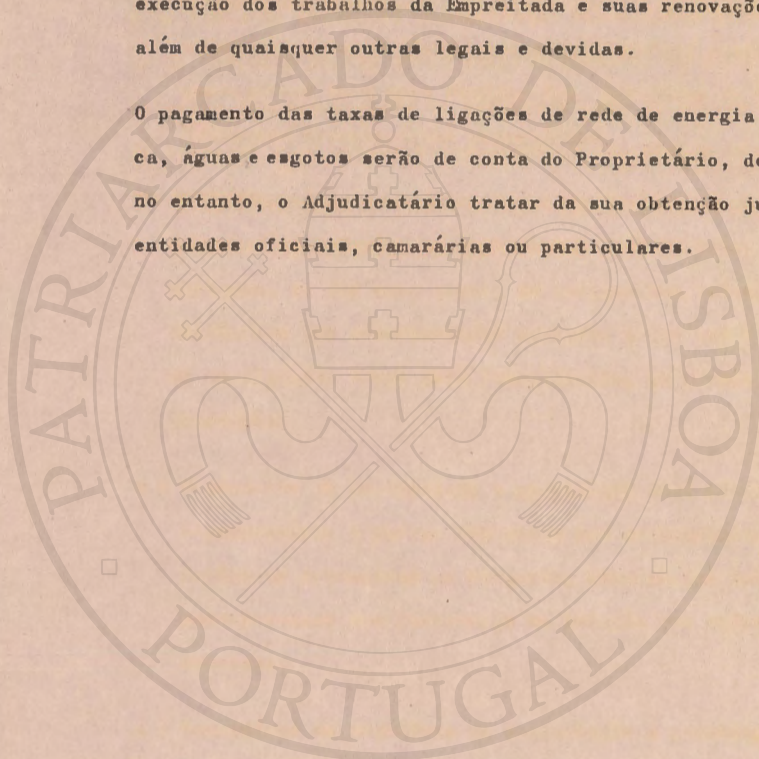 execução dos trabalhos da Empreitada e suas
além de quaisquer outras legais e devidas.
O pagamento das taxas de ligações de rede de energia
ca, águas e esgotos serão de conta do Proprietário,
no entanto, o Adjudicatário tratar da sua obtenção
entidades oficiais, camarárias ou particulares.
PATRIARCADO DE LISBOA
PORTUGAL